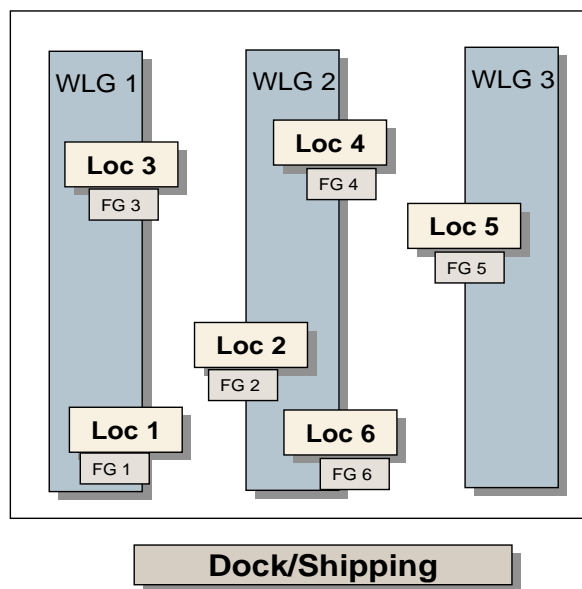 WLG 1
WLG 2
WLG 3
Loc 4
Loc 3
FG 4
FG 3
Loc 5
FG 5
Loc 2
FG 2
Loc 1
Loc 6
FG 1
FG 6
Dock/Shipping